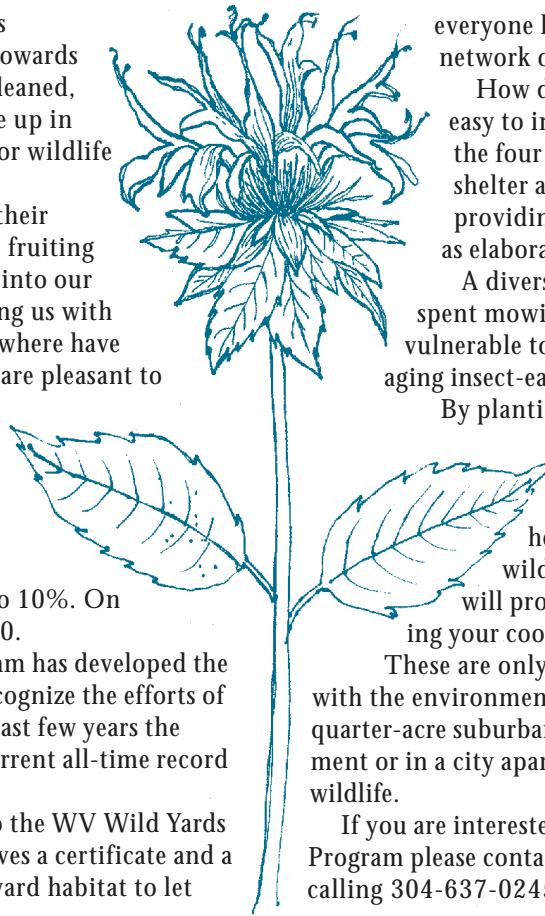 s
owards
leaned,
e up in
or wildlife
their
fruiting
into our
ng us with
where have
are pleasant to
o 10%. On
0.
am has developed the
cognize the efforts of
ast few years the
urrent all-time record
o the WV Wild Yards
ves a certificate and a
yard habitat to let
everyone
network o
How d
easy to in
the four
shelter a
providin
as elabora
A divers
spent mowi
vulnerable to
aging insect-ea
By planti
he
wild
will pro
ing your coo
These are only
with the environmen
quarter-acre suburba
ment or in a city apar
wildlife.
If you are intereste
Program please conta
calling 304-637-0245